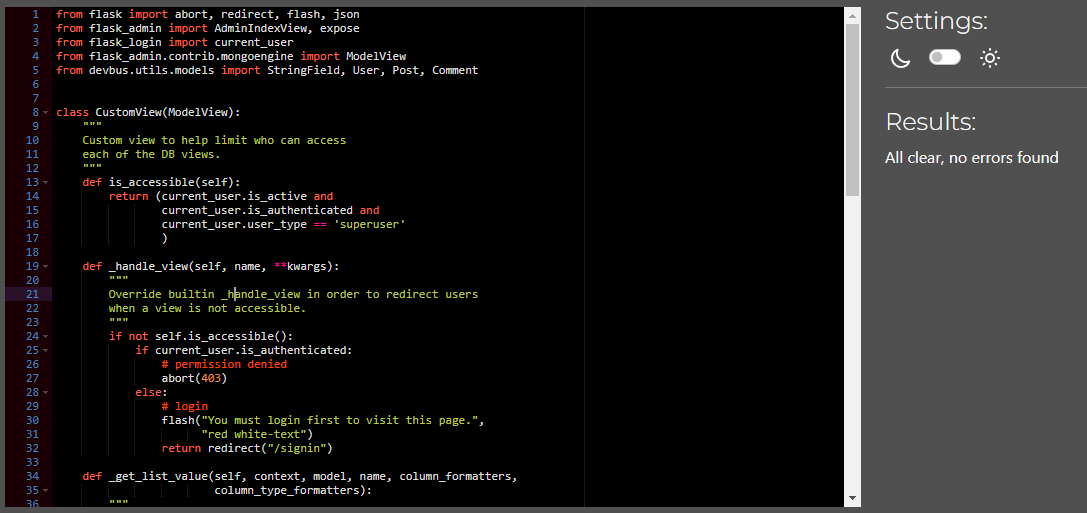 1 from flask import abort, redirect, flash, json
2 from flask_admin import AdminIndexView, expose
3 from flask_login import current_user
4 from flask_admin.contrib.mongoengine import ModelView
5 from devbus.utils.models import StringField, User, Post, Comment
6
7
8 class CustomView(ModelView):
9 """
10 Custom view to help limit who can access
11 each of the DB views.
12 """
13 def is_accessible(self):
14 return (current_user.is_active and
15 current_user.is_authenticated and
16 current_user.user_type == 'superuser'
17 )
18
19 def _handle_view(self, name, **kwargs):
20 """
21 Override builtin _handle_view in order to redirect users
22 when a view is not accessible.
23 """
24 if not self.is_accessible():
25 if current_user.is_authenticated:
26 # permission denied
27 abort(403)
28 else:
29 # login
30 flash("You must login first to visit this page.",
31 "red white-text")
32 return redirect("/signin")
33
34 def _get_list_value(self, context, model, name, column_formatters,
35 column_type_formatters):
36 """
Settings:
Results:
All clear, no errors found